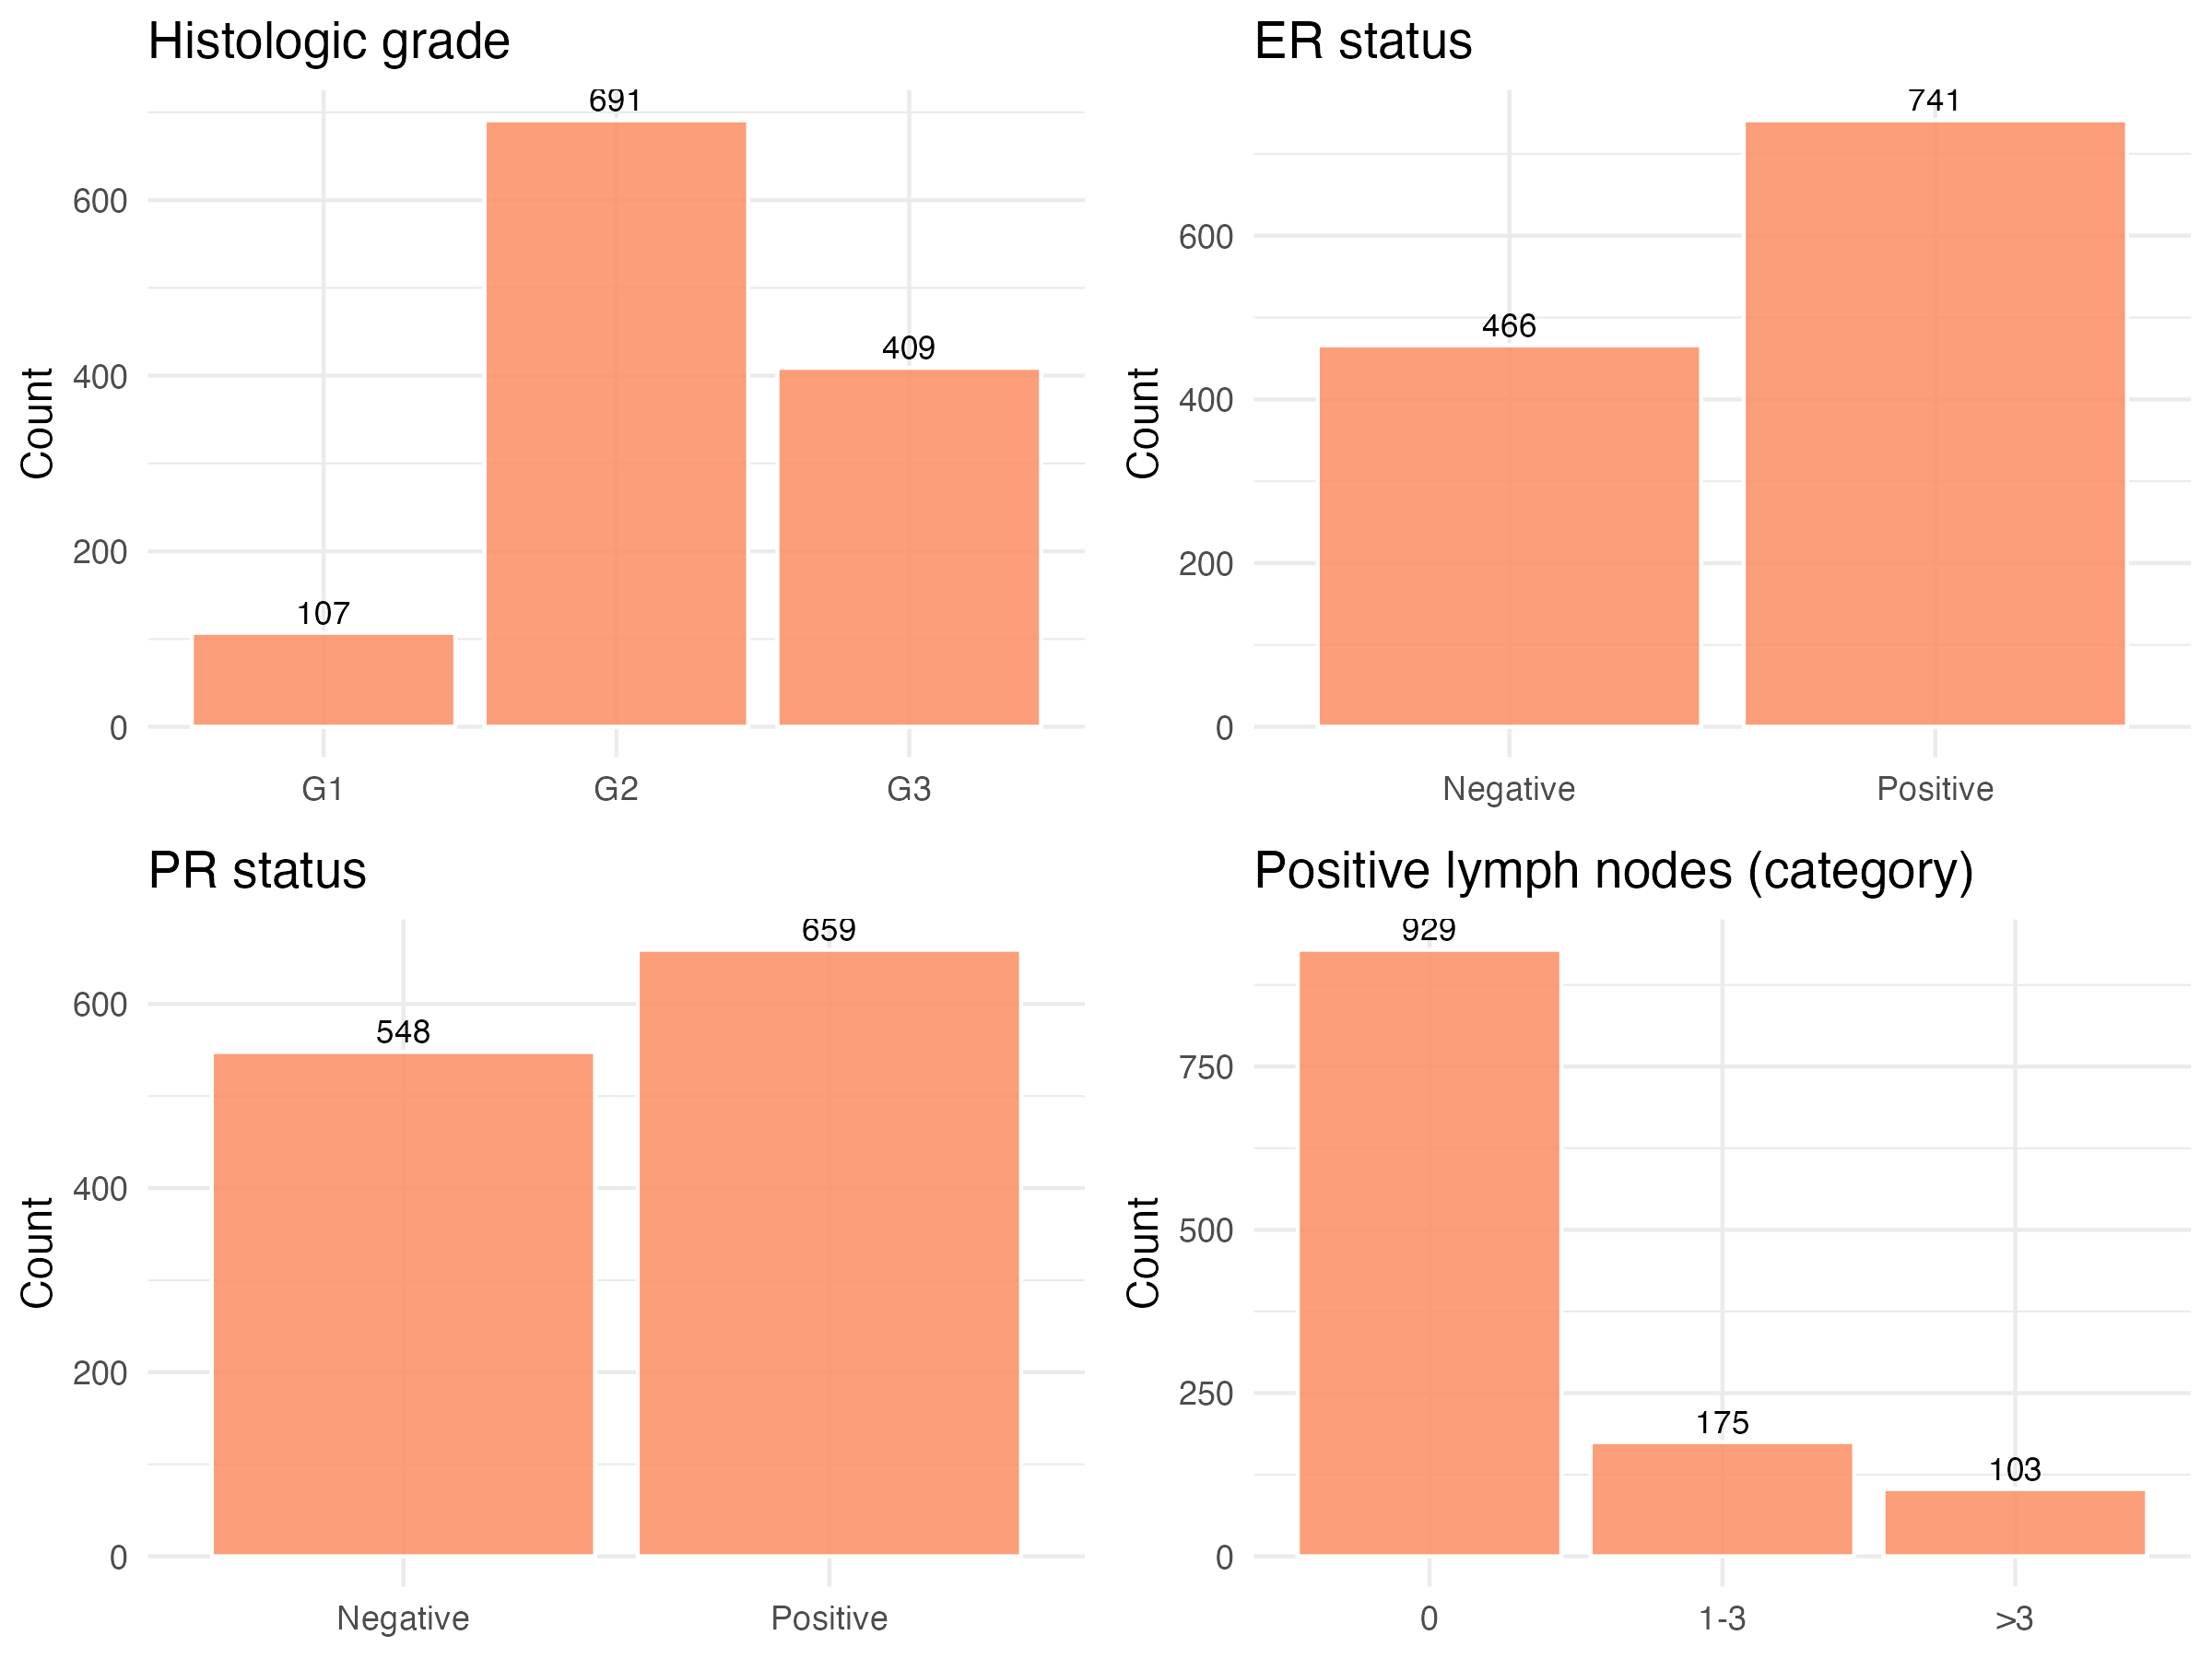 Histologic grade
Count
0
200
400
600
107
691
409
G1
G2
G3
ER status
Count
0
200
400
600
466
741
Negative
Positive
PR status
Count
0
200
400
600
548
659
Negative
Positive
Positive lymph nodes (category)
Count
0
250
500
750
929
175
103
0
1-3
>3